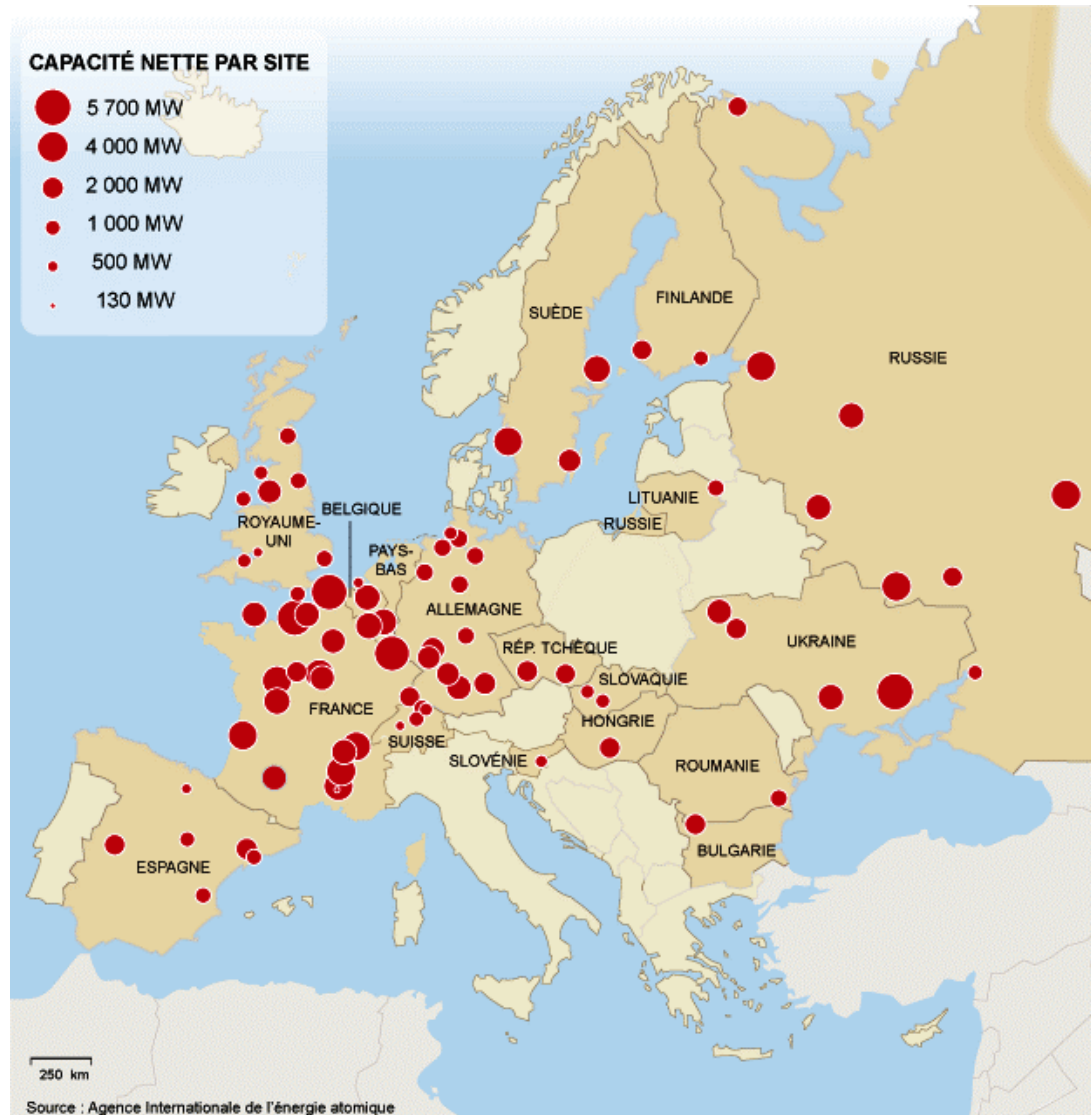 CAPACITÉ NETTE PAR SITE
5 700 MW
4 000 MW
2 000 MW
1 000 MW
500 MW
130 MW
SUÈDE
FINLANDE
RUSSIE
LITUANIE
RUSSIE
BELGIQUE
ROYAUME-
UNI
PAYS-
BAS
ALLEMAGNE
UKRAINE
RÉP. TCHÈQUE
SLOVAQUIE
FRANCE
HONGRIE
SUISSE
SLOVÉNIE
ROUMANIE
BULGARIE
ESPAGNE
250 km
Source : Agence Internationale de l'énergie atomique